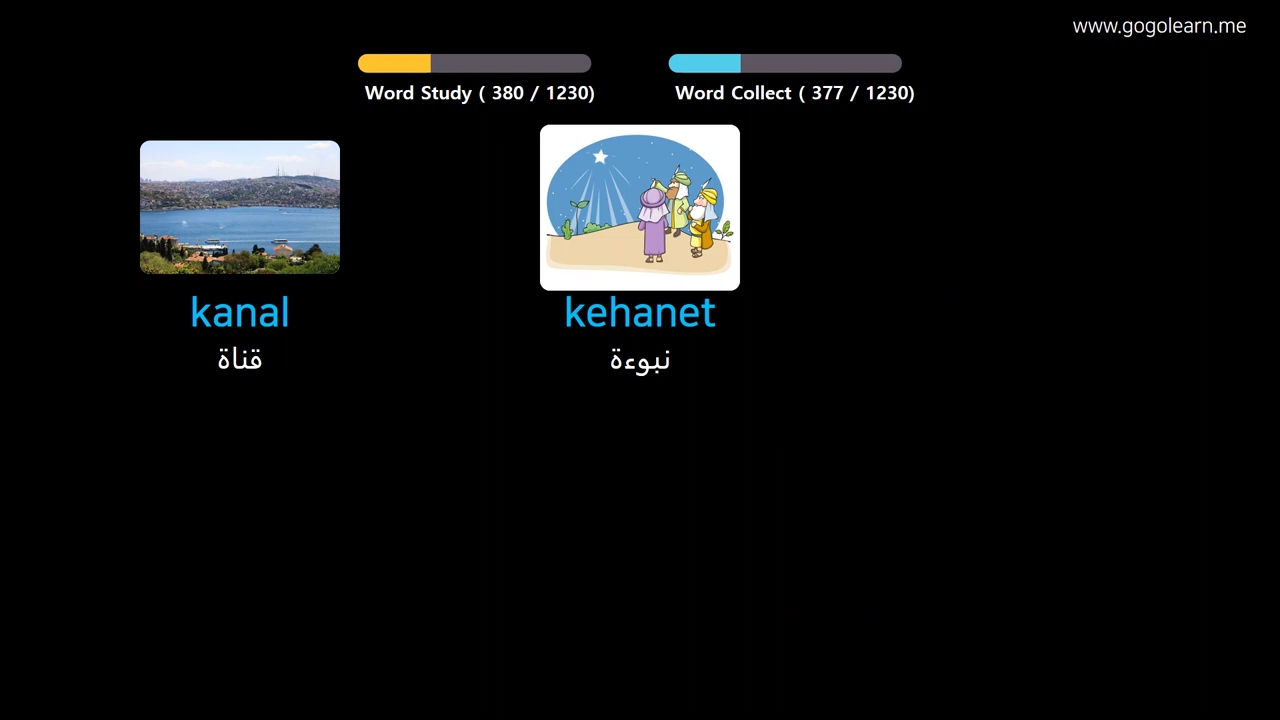 www.gogolearn.me
Word Study ( 380 / 1230)
Word Collect ( 377 / 1230)
kanal
قناة
kehanet
نبوءة